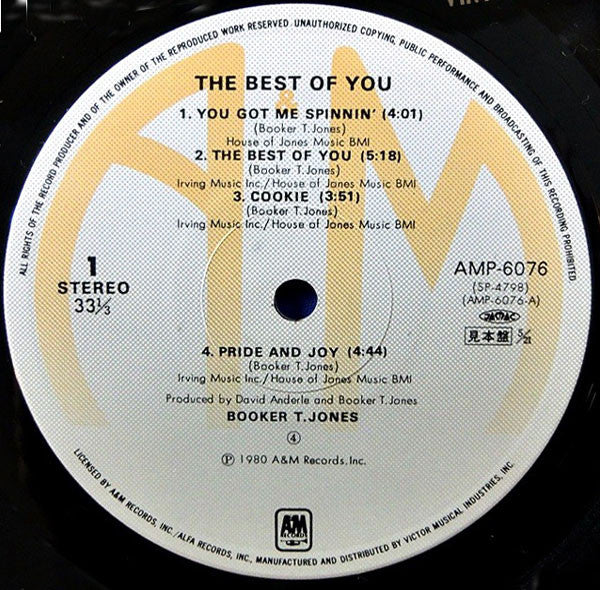 ALL RIGHTS OF THE RECORD PRODUCER AND OF THE OWNER OF THE REPRODUCED WORK RESERVED. UNAUTHORIZED COPYING, PUBLIC PERFORMANCE AND BROADCASTING OF THIS RECORDING PROHIBITED.
THE BEST OF YOU
1. YOU GOT ME SPINNIN' (4:01)
(Booker T.Jones)
House of Jones Music BMI
2. THE BEST OF YOU (5:18)
(Booker T.Jones)
Irving Music Inc./House of Jones Music BMI
3. COOKIE (3:51)
(Booker T.Jones)
Irving Music Inc./House of Jones Music BMI
1
STEREO
33⅓
AMP-6076
(SP-4798)
(AMP-6076-A)
JASRAC
見本盤 5/21
4. PRIDE AND JOY (4:44)
(Booker T.Jones)
Irving Music Inc./House of Jones Music BMI
Produced by David Anderle and Booker T.Jones
BOOKER T.JONES
④
Ⓟ 1980 A&M Records.Inc.
A&M
RECORDS
LICENSED BY A&M RECORDS, INC./ALFA RECORDS, INC., MANUFACTURED AND DISTRIBUTED BY VICTOR MUSICAL INDUSTRIES, INC.
A&M